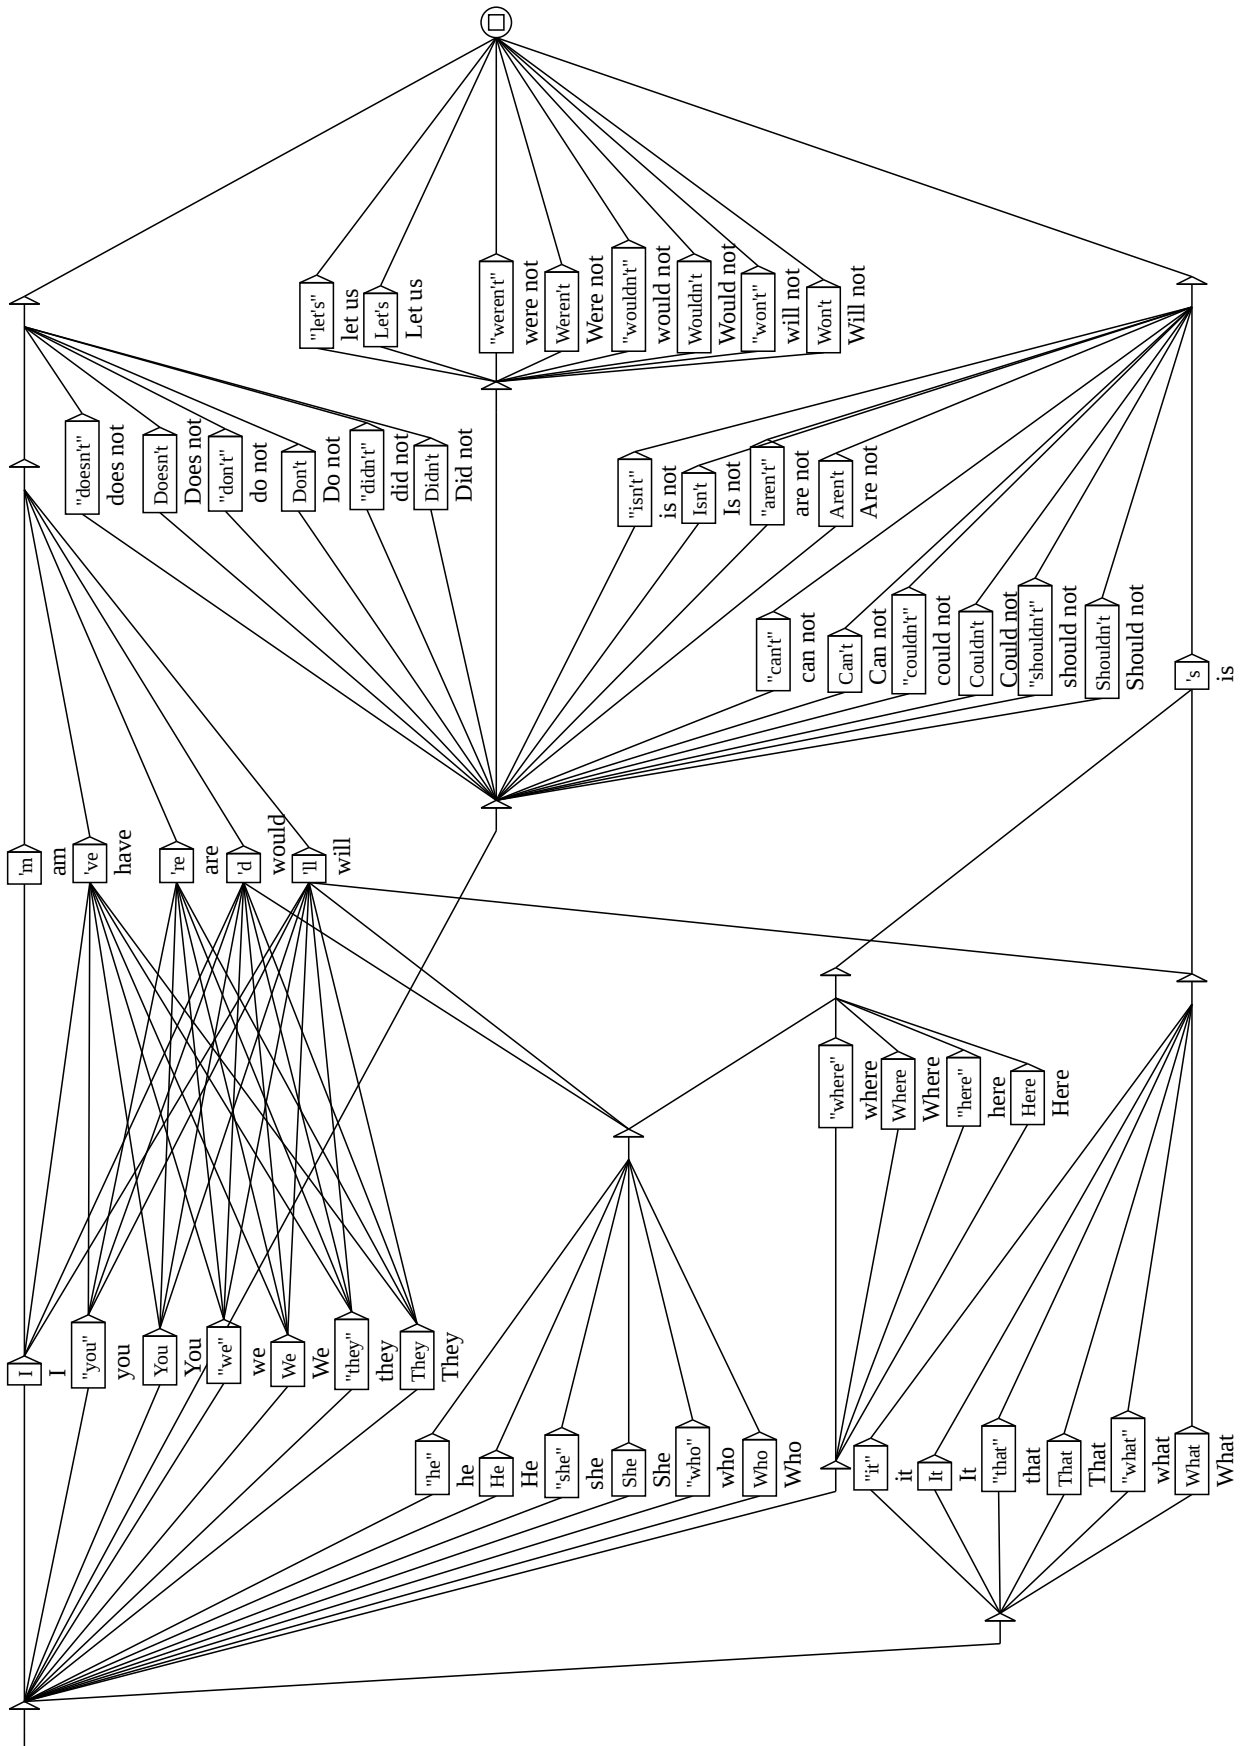 "let's"
let us
Let's
Let us
"weren't"
were not
Weren't
Were not
"wouldn't"
would not
Wouldn't
Would not
"won't"
will not
Won't
Will not
"doesn't"
does not
Doesn't
Does not
"don't"
do not
Don't
Do not
"didn't"
did not
Didn't
Did not
"isn't"
is not
Isn't
Is not
"aren't"
are not
Aren't
Are not
"can't"
can not
Can't
Can not
"couldn't"
could not
Couldn't
Could not
"shouldn't"
should not
Shouldn't
Should not
's
is
'm
am
've
have
're
are
'd
would
'll
will
"where"
where
Where
Where
"here"
here
Here
Here
I
I
"you"
you
You
You
"we"
we
We
We
"they"
they
They
They
"he"
he
He
He
"she"
she
She
She
"who"
who
Who
Who
"it"
it
It
It
"that"
that
That
That
"what"
what
What
What